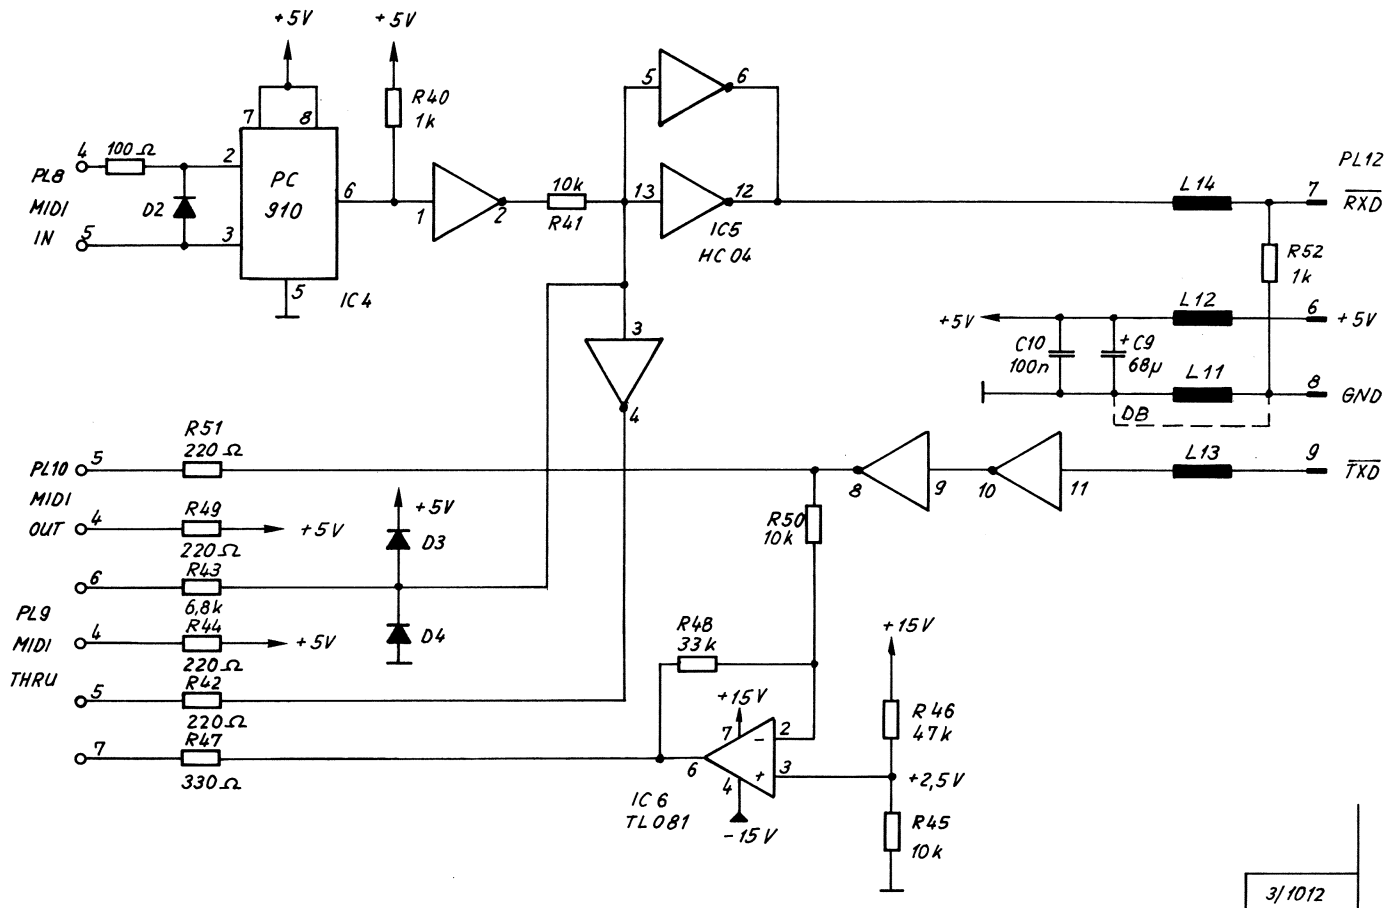 +5V
+5V
7
8
R40
1k
4
100Ω
2
PC
910
6
PL8
MIDI
IN
D2
5
3
5
IC4
1
2
10k
R41
5
6
13
12
IC5
HC04
3
4
PL12
L14
7
RXD
R52
1k
+5V
L12
6
+5V
C10
100n
+C9
68µ
L11
8
GND
DB
L13
9
TXD
R51
220Ω
PL10
5
MIDI
OUT
4
R49
220Ω
+5V
8
9
10
11
R50
10k
+5V
D3
D4
6
R43
6,8k
PL9
MIDI
THRU
4
R44
220Ω
+5V
5
R42
220Ω
7
R47
330Ω
R48
33k
+15V
7
2
3
-
+
6
4
IC6
TL081
-15V
+15V
R46
47k
+2,5V
R45
10k
3/1012